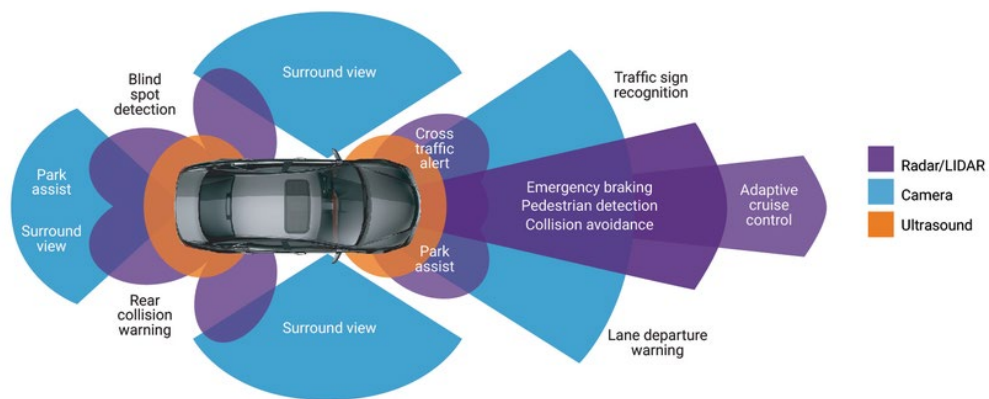 Surround view
Blind
spot
detection
Traffic sign
recognition
Cross
traffic
alert
Park
assist
Surround view
Emergency braking
Pedestrian detection
Collision avoidance
Adaptive
cruise
control
Radar/LIDAR
Camera
Ultrasound
Park
assist
Rear
collision
warning
Surround view
Lane departure
warning